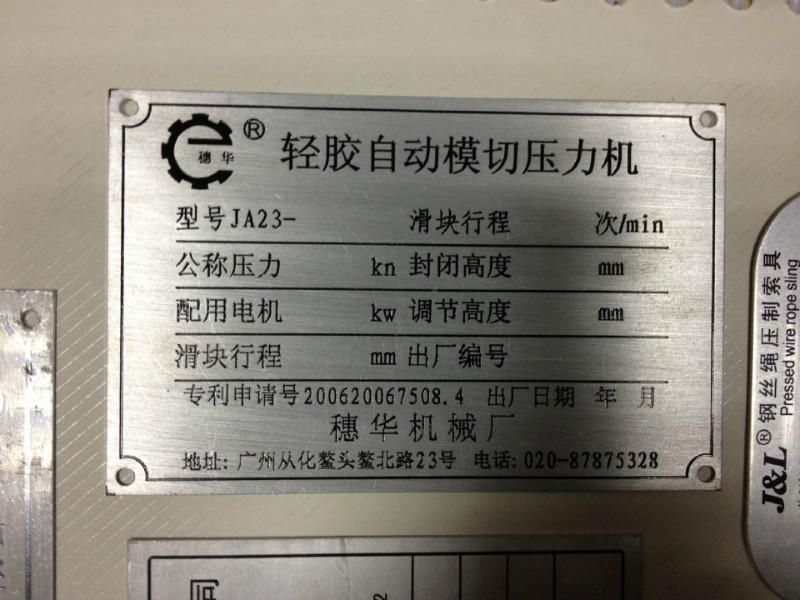 穗华
®
轻胶自动模切压力机
型号JA23- 滑块行程 次/min
公称压力 kn 封闭高度 mm
配用电机 kw 调节高度 mm
滑块行程 mm 出厂编号
专利申请号200620067508.4 出厂日期 年 月
穗华机械厂
地址: 广州从化鳌头鳌北路23号 电话: 020-87875328
J&L® 钢丝绳压制索具
Pressed wire rope sling